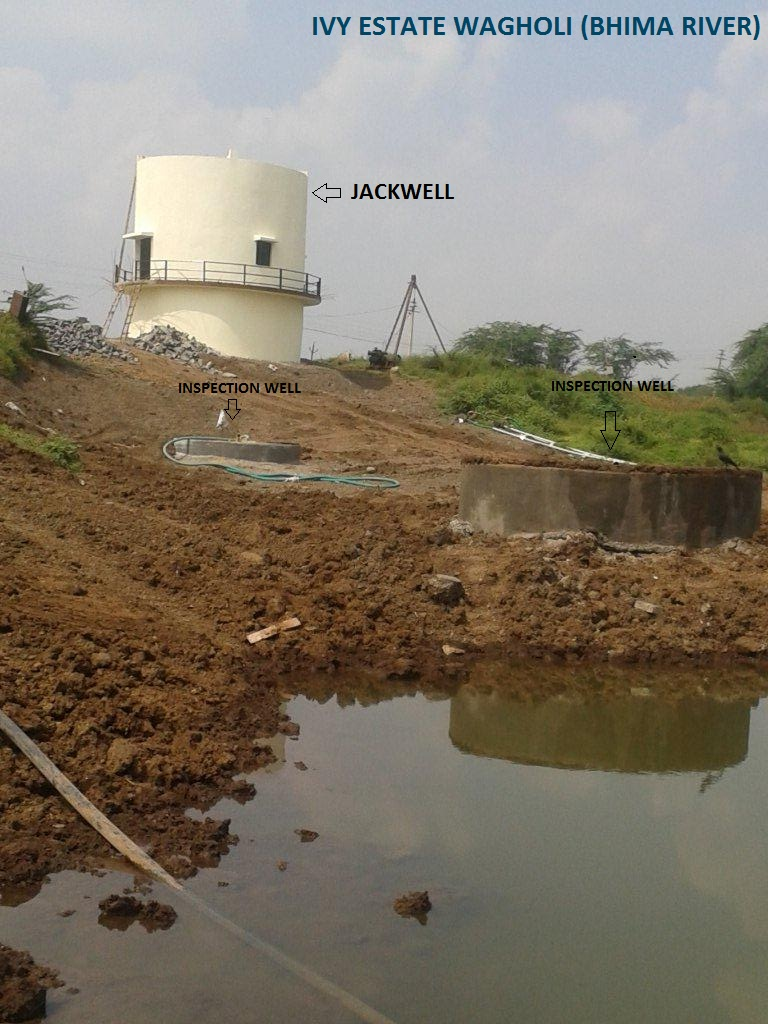 IVY ESTATE WAGHOLI (BHIMA RIVER)
JACKWELL
INSPECTION WELL
INSPECTION WELL